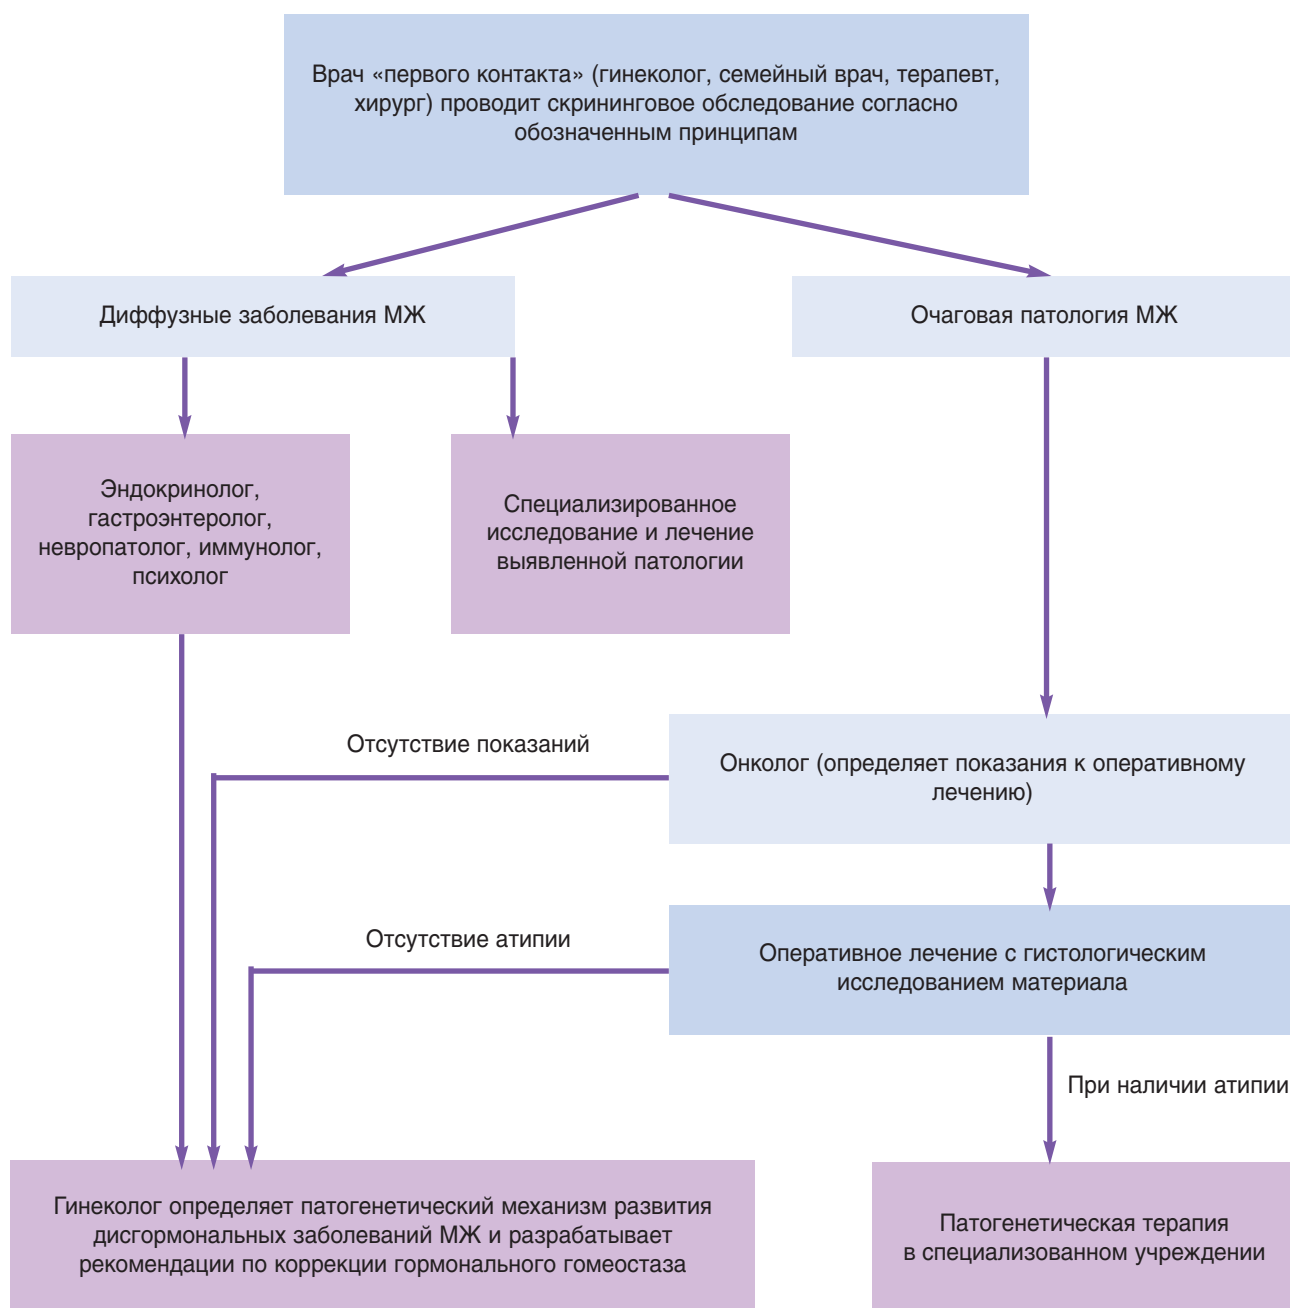 Врач «первого контакта» (гинеколог, семейный врач, терапевт,
хирург) проводит скрининговое обследование согласно
обозначенным принципам
Диффузные заболевания МЖ
Очаговая патология МЖ
Эндокринолог,
гастроэнтеролог,
невропатолог, иммунолог,
психолог
Специализированное
исследование и лечение
выявленной патологии
Отсутствие показаний
Онколог (определяет показания к оперативному
лечению)
Отсутствие атипии
Оперативное лечение с гистологическим
исследованием материала
При наличии атипии
Гинеколог определяет патогенетический механизм развития
дисгормональных заболеваний МЖ и разрабатывает
рекомендации по коррекции гормонального гомеостаза
Патогенетическая терапия
в специализованном учреждении